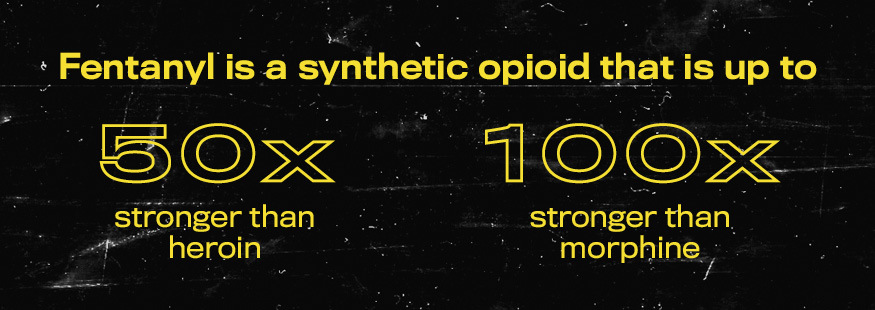 Fentanyl is a synthetic opioid that is up to
50x
stronger than
heroin
100x
stronger than
morphine